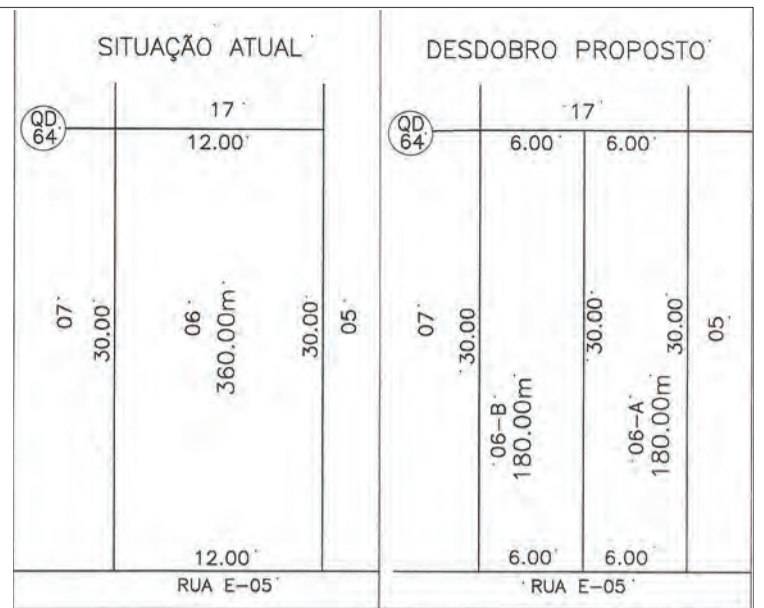 SITUAÇÃO ATUAL
17
QD
64
12.00
07
30.00
06
360.00m
30.00
05
12.00
RUA E-05
DESDOBRO PROPOSTO
17
QD
64
6.00 6.00
07
30.00
06-B
180.00m
30.00
06-A
180.00m
30.00
05
6.00 6.00
RUA E-05